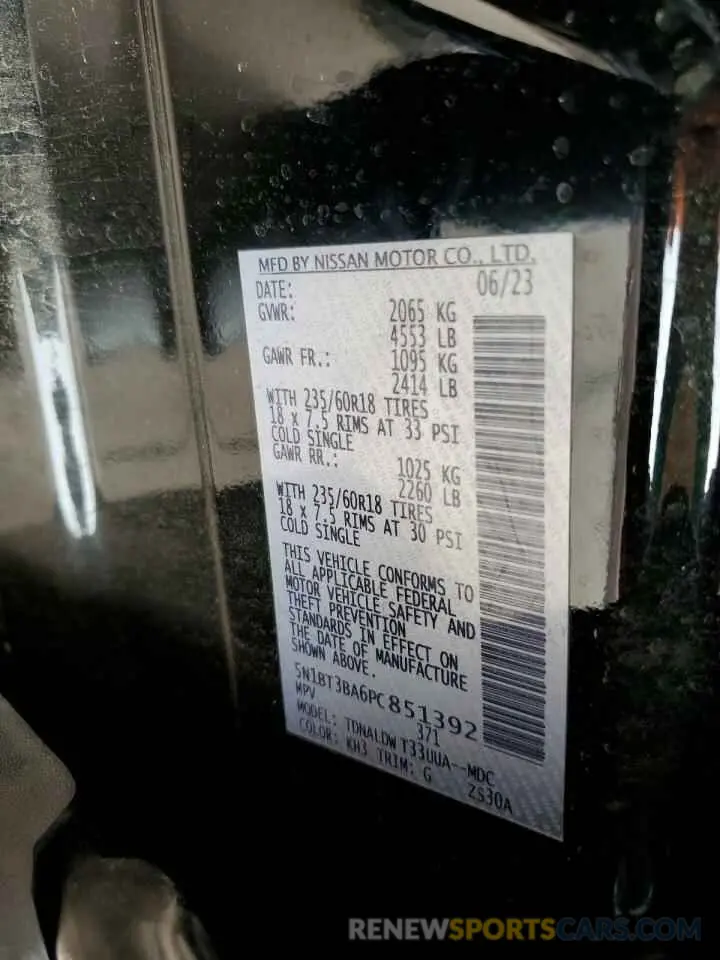 MFD BY NISSAN MOTOR CO., LTD.
DATE: 06/23
GVWR: 2065 KG
4553 LB
GAWR FR.: 1095 KG
2414 LB
WITH 235/60R18 TIRES
18 X 7.5 RIMS AT 33 PSI
COLD SINGLE
GAWR RR.: 1025 KG
2260 LB
WITH 235/60R18 TIRES
18 X 7.5 RIMS AT 30 PSI
COLD SINGLE
THIS VEHICLE CONFORMS TO
ALL APPLICABLE FEDERAL
MOTOR VEHICLE SAFETY AND
THEFT PREVENTION
STANDARDS IN EFFECT ON
THE DATE OF MANUFACTURE
SHOWN ABOVE.
5N1BT3BA6PC851392
MPV 371
MODEL: TDNALDW T33UUA--MDC
COLOR: KH3 TRIM: G 2S30A
RENEWSPORTSCARS.COM